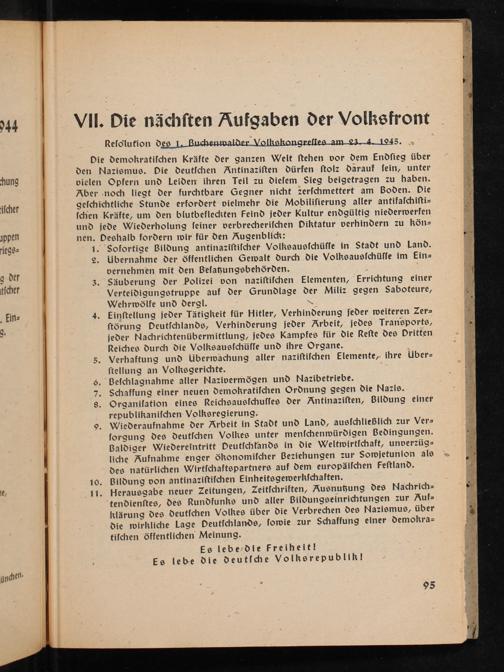 944
chung
tischer
uppen
riegs-
g der
utscher
. Ein-
g.
re,
ünchen.
VII. Die nächsten Aufgaben der Volksfront
Resolution des 1. Buchenwalder Volkskongresses am 23. 4. 1945.
Die demokratischen Kräfte der ganzen Welt stehen vor dem Endsieg über
den Nazismus. Die deutschen Antinazisten dürfen stolz darauf sein, unter
vielen Opfern und Leiden ihren Teil zu diesem Sieg beigetragen zu haben.
Aber noch liegt der furchtbare Gegner nicht zerschmettert am Boden. Die
geschichtliche Stunde erfordert vielmehr die Mobilisierung aller antifaschisti-
schen Kräfte, um den blutbefleckten Feind jeder Kultur endgültig niederwerfen
und jede Wiederholung seiner verbrecherischen Diktatur verhindern zu kön-
nen. Deshalb fordern wir für den Augenblick:
1. Sofortige Bildung antinazistischer Volksausschüsse in Stadt und Land.
2. Übernahme der öffentlichen Gewalt durch die Volksausschüsse im Ein-
vernehmen mit den Besatzungsbehörden.
3. Säuberung der Polizei von nazistischen Elementen, Errichtung einer
Verteidigungstruppe auf der Grundlage der Miliz gegen Saboteure,
Wehrwölfe und dergl.
4. Einstellung jeder Tätigkeit für Hitler, Verhinderung jeder weiteren Zer-
störung Deutschlands, Verhinderung jeder Arbeit, jedes Transports,
jeder Nachrichtenübermittlung, jedes Kampfes für die Reste des Dritten
Reiches durch die Volksausschüsse und ihre Organe.
5. Verhaftung und Überwachung aller nazistischen Elemente, ihre Über-
stellung an Volksgerichte.
6. Beschlagnahme aller Nazivermögen und Nazibetriebe.
7. Schaffung einer neuen demokratischen Ordnung gegen die Nazis.
8. Organisation eines Reichsausschusses der Antinazisten, Bildung einer
republikanischen Volksregierung.
9. Wiederaufnahme der Arbeit in Stadt und Land, ausschließlich zur Ver-
sorgung des deutschen Volkes unter menschenwürdigen Bedingungen.
Baldiger Wiedereintritt Deutschlands in die Weltwirtschaft, unverzüg-
liche Aufnahme enger ökonomischer Beziehungen zur Sowjetunion als
des natürlichen Wirtschaftspartners auf dem europäischen Festland.
10. Bildung von antinazistischen Einheitsgewerkschaften.
11. Herausgabe neuer Zeitungen, Zeitschriften, Ausnutzung des Nachrich-
tendienstes, des Rundfunks und aller Bildungseinrichtungen zur Auf-
klärung des deutschen Volkes über die Verbrechen des Nazismus, über
die wirkliche Lage Deutschlands, sowie zur Schaffung einer demokra-
tischen öffentlichen Meinung.
Es lebe die Freiheit!
Es lebe die deutsche Volksrepublik!
95